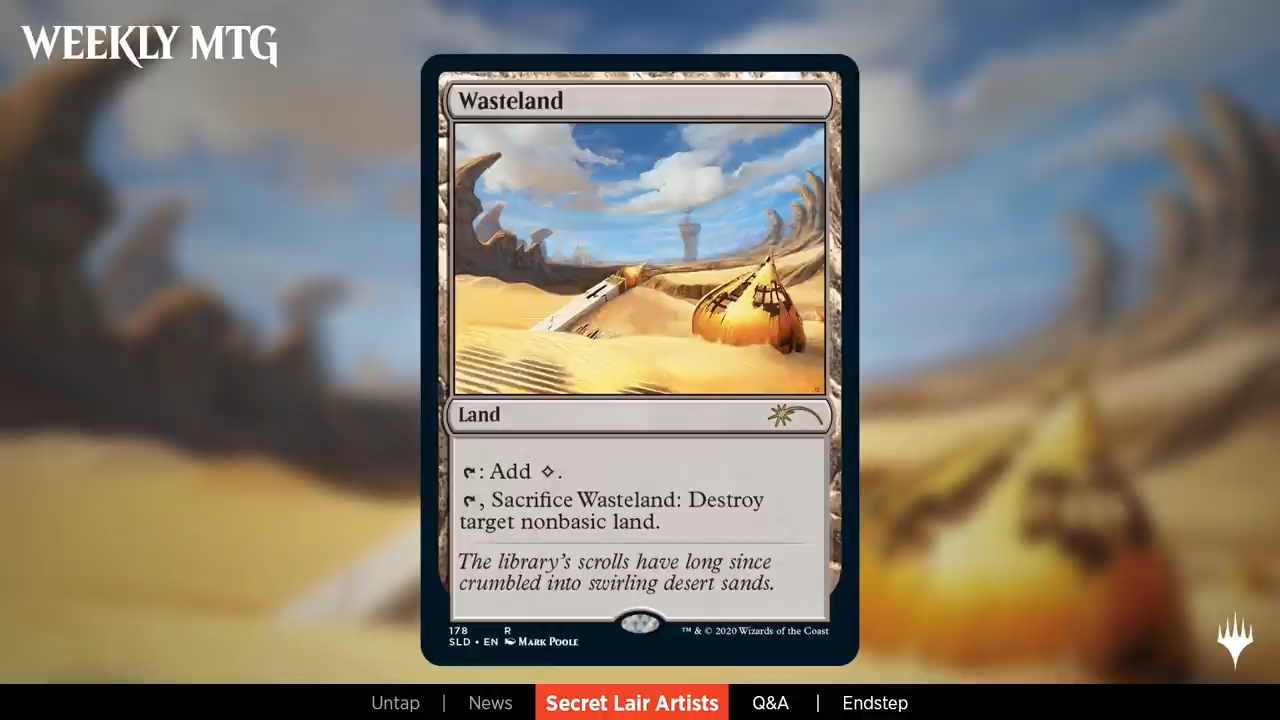 WEEKLY MTG
Wasteland
Land
: Add .
, Sacrifice Wasteland: Destroy
target nonbasic land.
The library's scrolls have long since
crumbled into swirling desert sands.
178 R
SLD • EN MARK POOLE
™ & © 2020 Wizards of the Coast
Untap | News Secret Lair Artists Q&A | Endstep